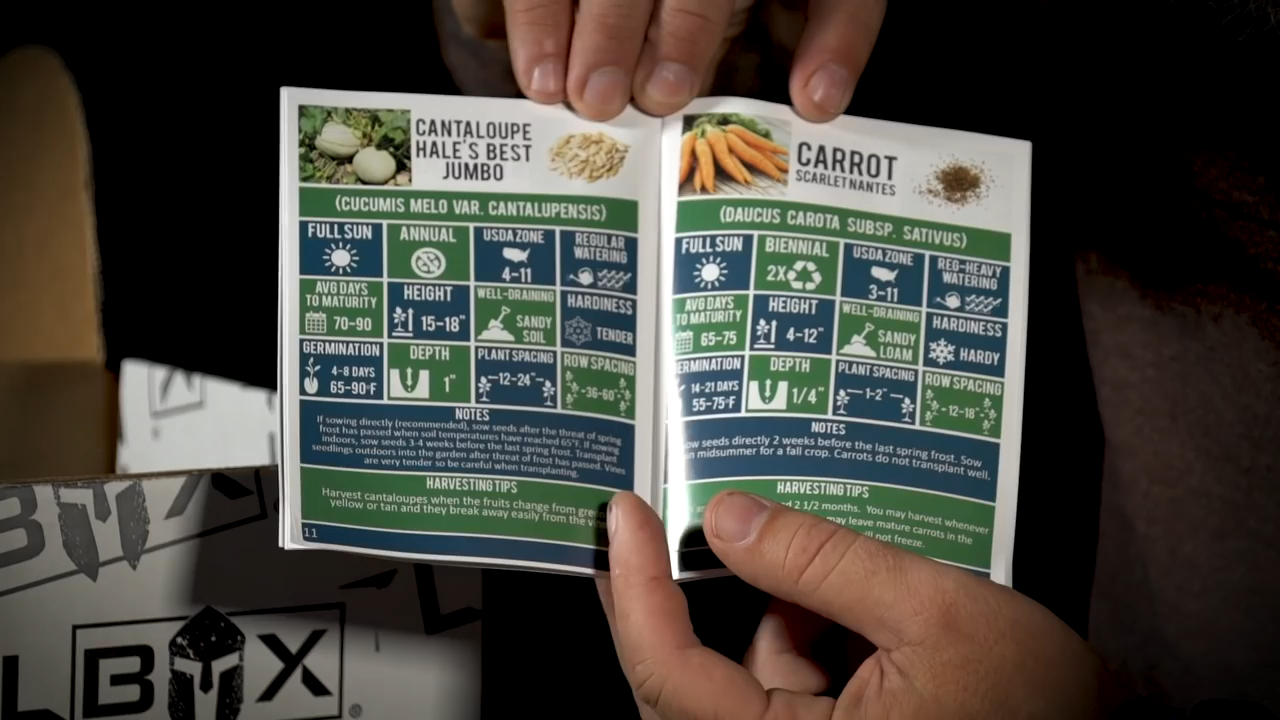 CANTALOUPE
HALE'S BEST
JUMBO
(CUCUMIS MELO VAR. CANTALUPENSIS)
FULL SUN
ANNUAL
USDA ZONE
4-11
REGULAR
WATERING
AVG DAYS
TO MATURITY
70-90
HEIGHT
15-18"
WELL-DRAINING
SANDY
SOIL
HARDINESS
TENDER
GERMINATION
4-8 DAYS
65-90°F
DEPTH
1"
PLANT SPACING
12-24"
ROW SPACING
36-60"
NOTES
If sowing directly (recommended), sow seeds after the threat of spring
frost has passed when soil temperatures have reached 65°F. If sowing
indoors, sow seeds 3-4 weeks before the last spring frost. Transplant
seedlings outdoors into the garden after threat of frost has passed. Vines
are very tender so be careful when transplanting.
HARVESTING TIPS
Harvest cantaloupes when the fruits change from green
yellow or tan and they break away easily from the
11
CARROT
SCARLET NANTES
(DAUCUS CAROTA SUBSP. SATIVUS)
FULL SUN
BIENNIAL
2X
USDA ZONE
3-11
REG-HEAVY
WATERING
AVG DAYS
TO MATURITY
65-75
HEIGHT
4-12"
WELL-DRAINING
SANDY
LOAM
HARDINESS
HARDY
GERMINATION
14-21 DAYS
55-75°F
DEPTH
1/4"
PLANT SPACING
1-2"
ROW SPACING
12-18"
NOTES
sow seeds directly 2 weeks before the last spring frost. Sow
in midsummer for a fall crop. Carrots do not transplant well.
HARVESTING TIPS
2 1/2 months. You may harvest whenever
may leave mature carrots in the
not freeze.
B
X
L B X ®